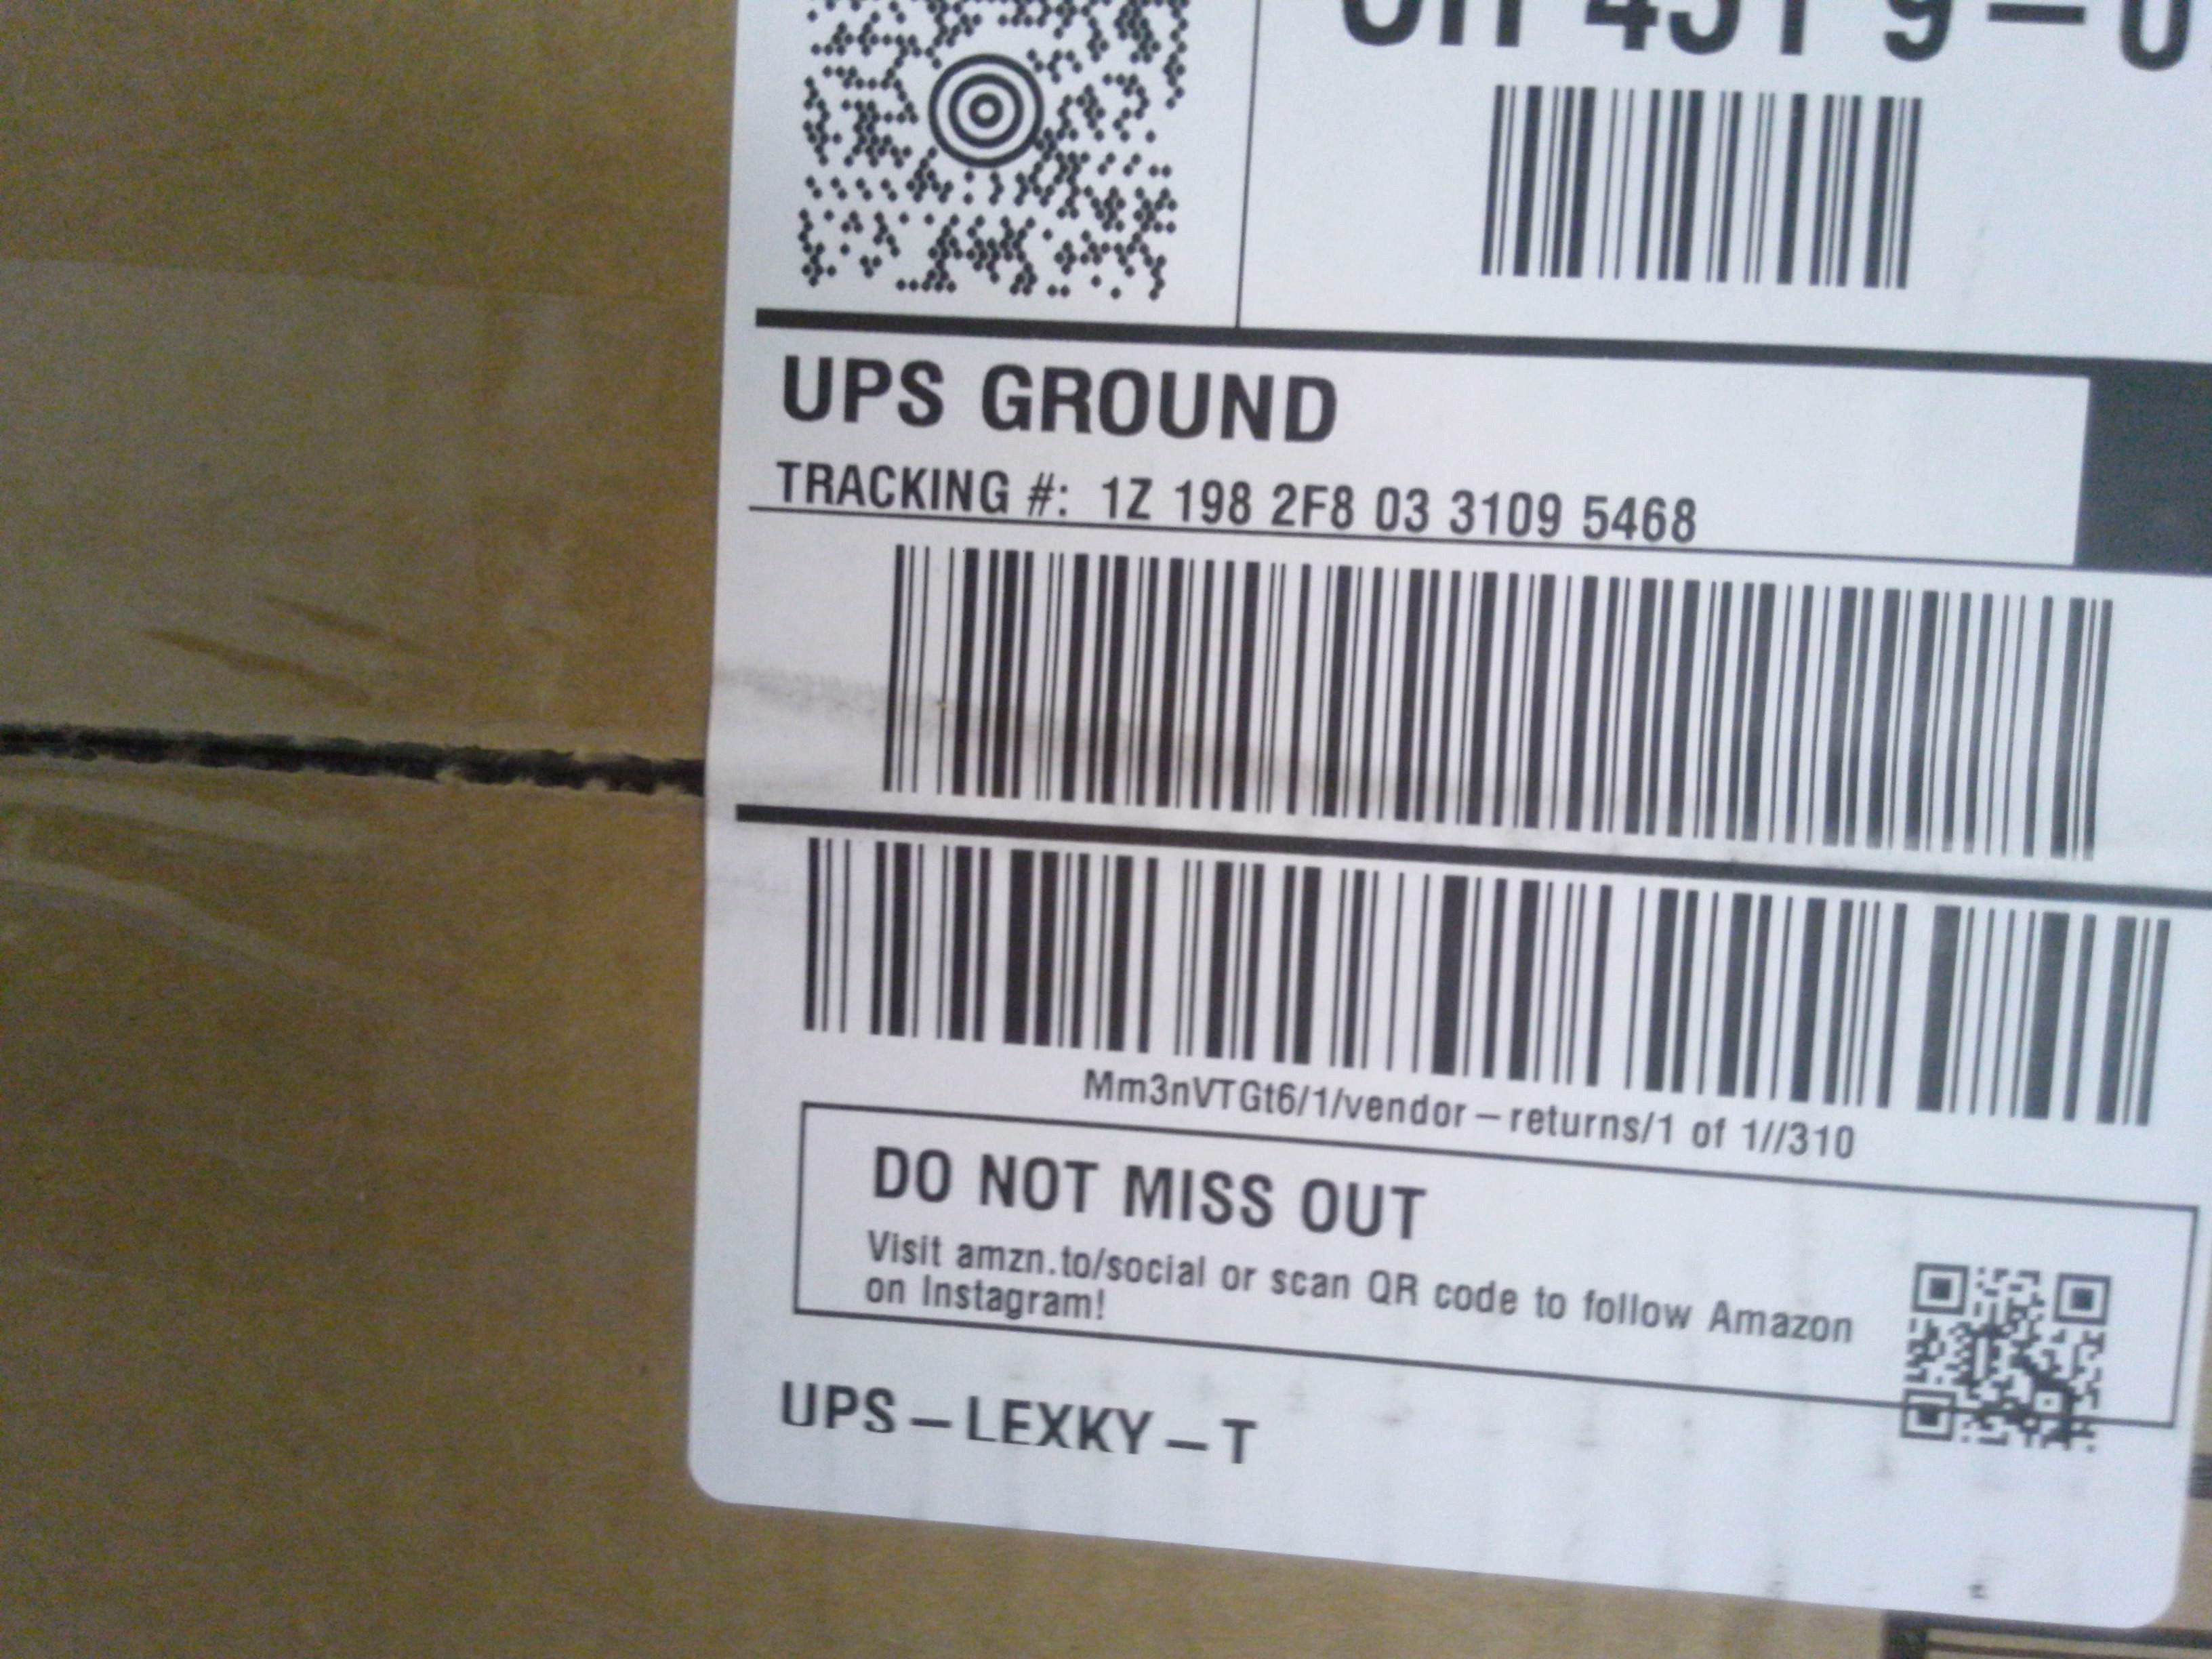 UPS GROUND
TRACKING #: 1Z 198 2F8 03 3109 5468
Mm3nVTGt6/1/vendor-returns/1 of 1//310
DO NOT MISS OUT
Visit amzn.to/social or scan QR code to follow Amazon
on Instagram!
UPS-LEXKY-T